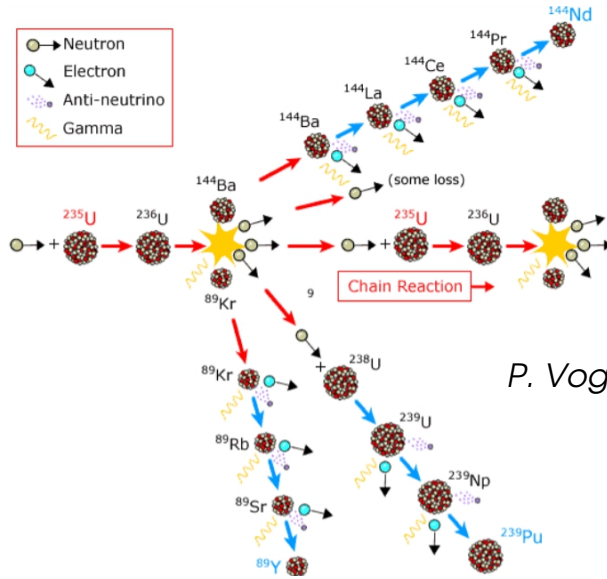 Neutron
Electron
Anti-neutrino
Gamma
¹⁴⁴Nd
¹⁴⁴Pr
¹⁴⁴Ce
¹⁴⁴La
¹⁴⁴Ba
(some loss)
¹⁴⁴Ba
+ ²³⁵U
²³⁶U
+ ²³⁵U
²³⁶U
Chain Reaction
⁸⁹Kr
9
+ ²³⁸U
P. Vog
⁸⁹Kr
²³⁹U
⁸⁹Rb
²³⁹Np
⁸⁹Sr
²³⁹Pu
⁸⁹Y